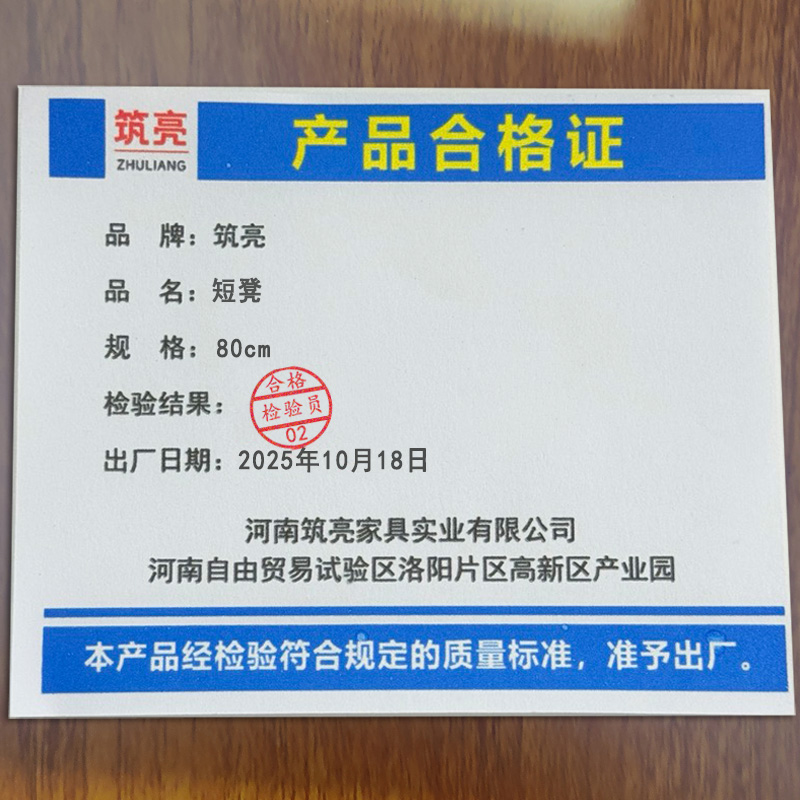 筑亮
ZHULIANG
产品合格证
品 牌：筑亮
品 名：短凳
规 格：80cm
检验结果：
合格
检验员
02
出厂日期：2025年10月18日
河南筑亮家具实业有限公司
河南自由贸易试验区洛阳片区高新区产业园
本产品经检验符合规定的质量标准，准予出厂。